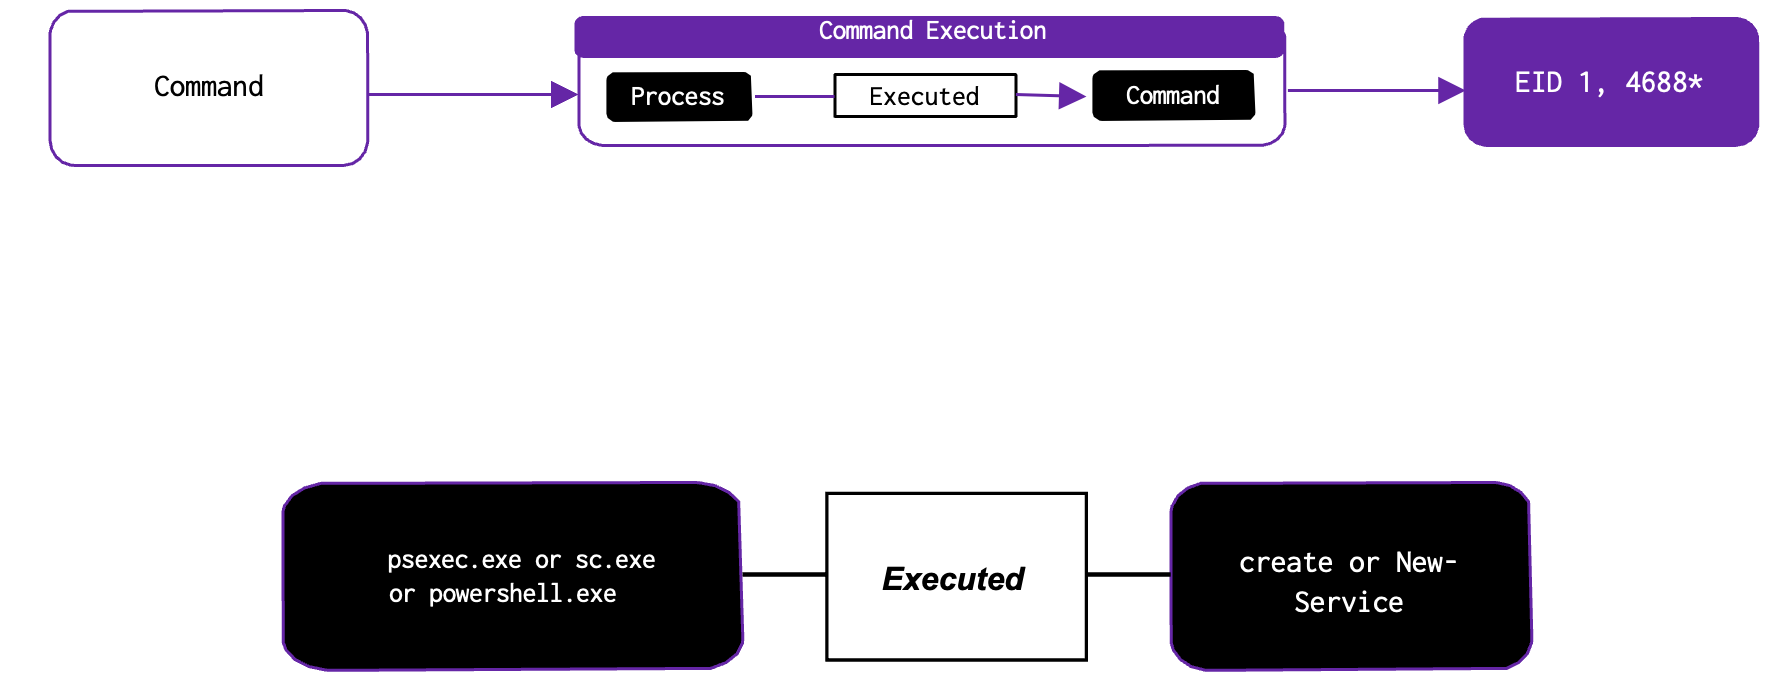 Command
Command Execution
Process
Executed
Command
EID 1, 4688*
psexec.exe or sc.exe
or powershell.exe
Executed
create or New-
Service